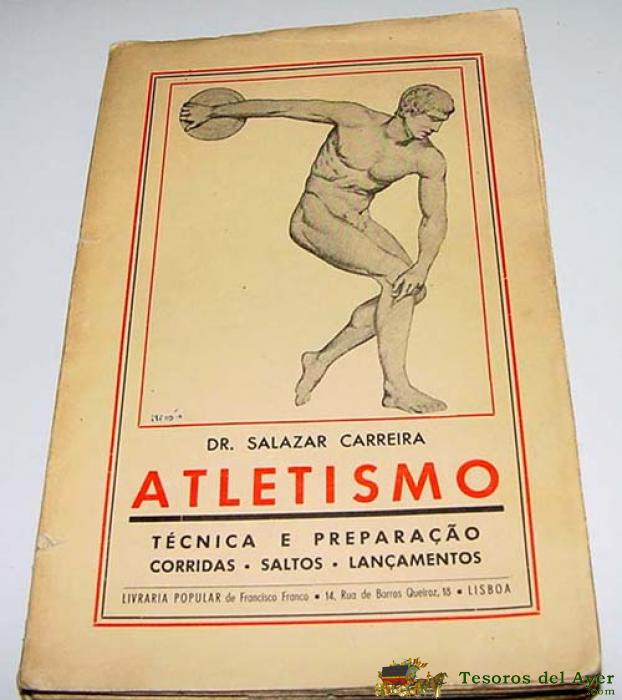 DR. SALAZAR CARREIRA
ATLETISMO
TÉCNICA E PREPARAÇÃO
CORRIDAS • SALTOS • LANÇAMENTOS
LIVRARIA POPULAR de Francisco Franco • 14, Rua de Barros Queiroz, 18 • LISBOA
Tesoros del Ayer
.com